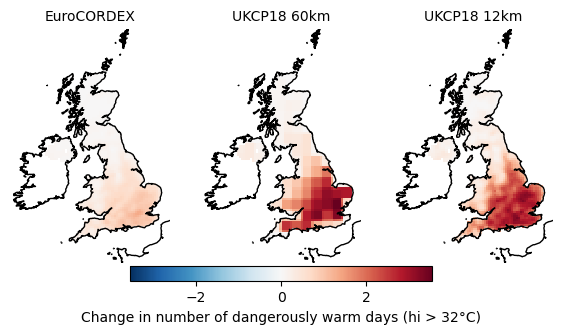 EuroCORDEX
UKCP18 60km
UKCP18 12km
−2
0
2
Change in number of dangerously warm days (hi > 32°C)